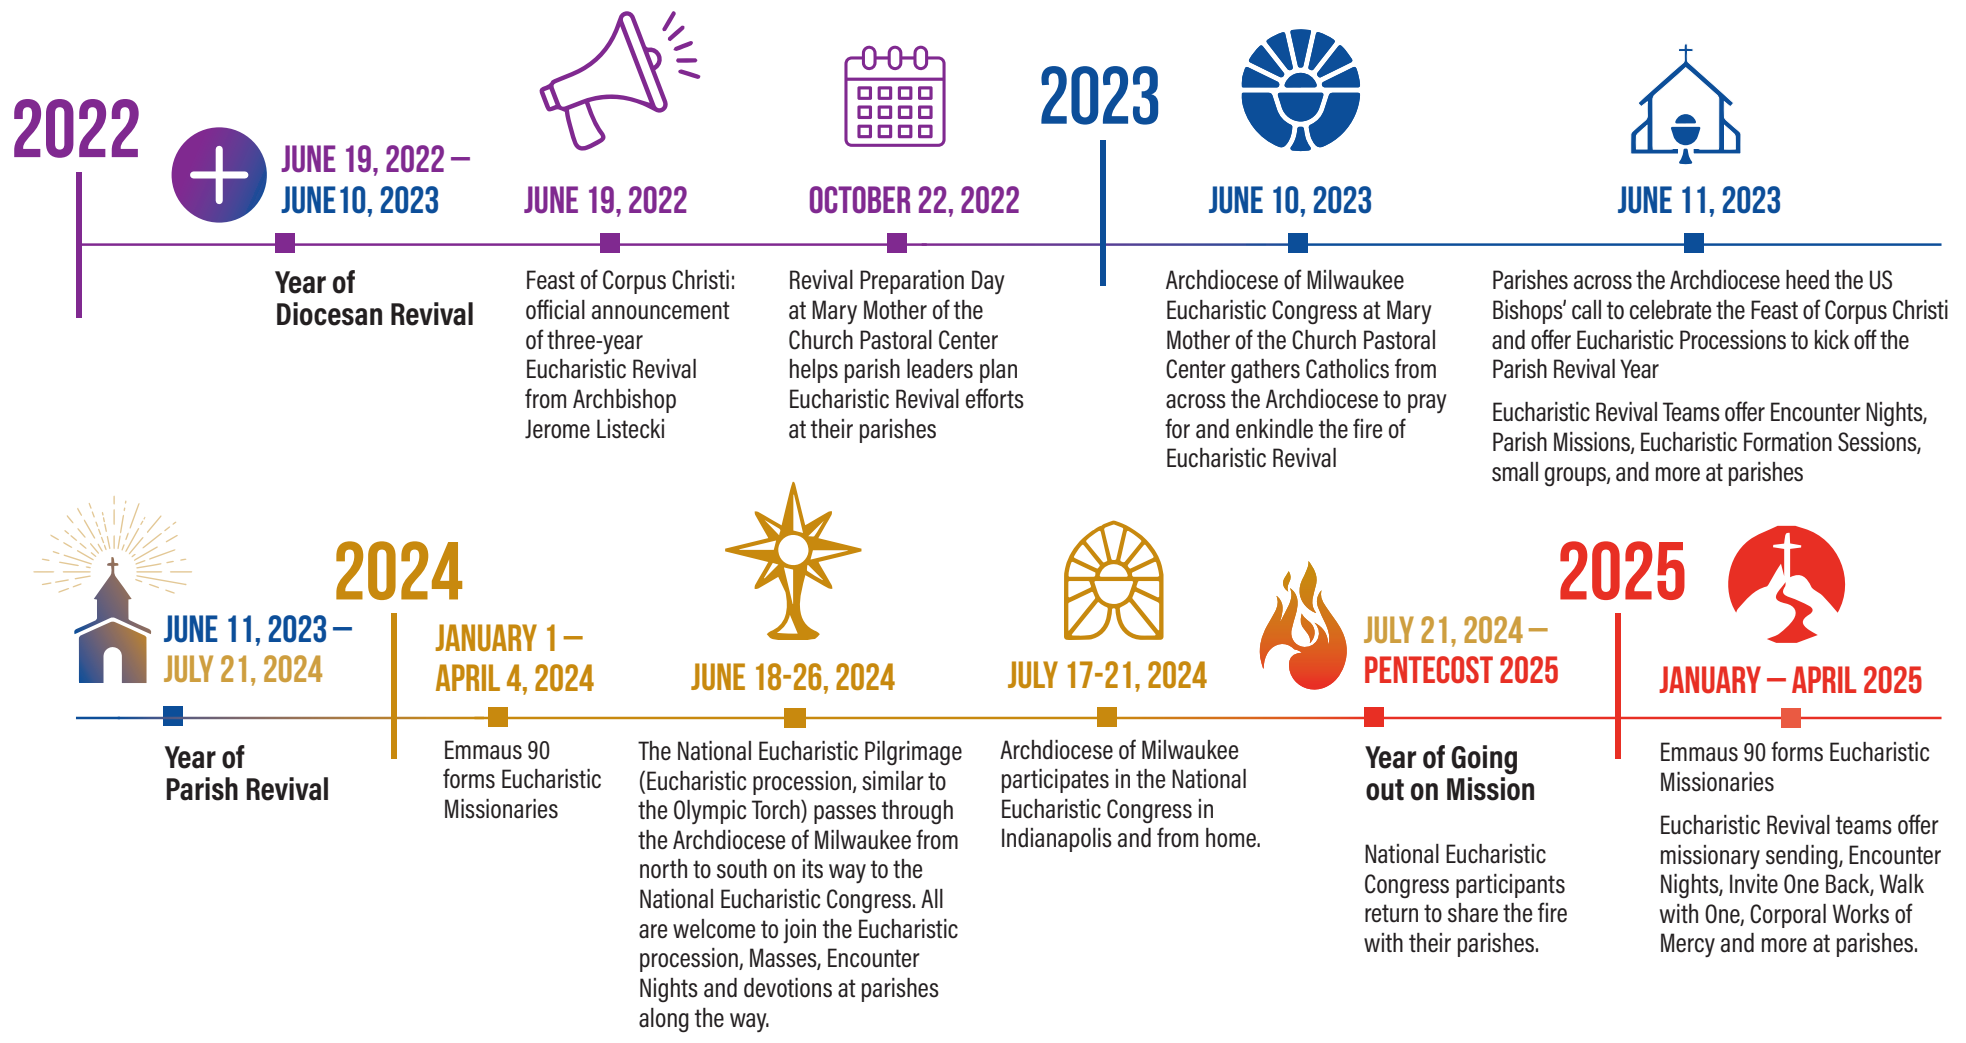 2022
JUNE 19, 2022 –
JUNE 10, 2023
Year of
Diocesan Revival
JUNE 19, 2022
Feast of Corpus Christi:
official announcement
of three-year
Eucharistic Revival
from Archbishop
Jerome Listecki
OCTOBER 22, 2022
Revival Preparation Day
at Mary Mother of the
Church Pastoral Center
helps parish leaders plan
Eucharistic Revival efforts
at their parishes
2023
JUNE 10, 2023
Archdiocese of Milwaukee
Eucharistic Congress at Mary
Mother of the Church Pastoral
Center gathers Catholics from
across the Archdiocese to pray
for and enkindle the fire of
Eucharistic Revival
JUNE 11, 2023
Parishes across the Archdiocese heed the US
Bishops’ call to celebrate the Feast of Corpus Christi
and offer Eucharistic Processions to kick off the
Parish Revival Year
Eucharistic Revival Teams offer Encounter Nights,
Parish Missions, Eucharistic Formation Sessions,
small groups, and more at parishes
JUNE 11, 2023 –
JULY 21, 2024
Year of
Parish Revival
2024
JANUARY 1 –
APRIL 4, 2024
Emmaus 90
forms Eucharistic
Missionaries
JUNE 18-26, 2024
The National Eucharistic Pilgrimage
(Eucharistic procession, similar to
the Olympic Torch) passes through
the Archdiocese of Milwaukee from
north to south on its way to the
National Eucharistic Congress. All
are welcome to join the Eucharistic
procession, Masses, Encounter
Nights and devotions at parishes
along the way.
JULY 17-21, 2024
Archdiocese of Milwaukee
participates in the National
Eucharistic Congress in
Indianapolis and from home.
JULY 21, 2024 –
PENTECOST 2025
Year of Going
out on Mission
National Eucharistic
Congress participants
return to share the fire
with their parishes.
2025
JANUARY – APRIL 2025
Emmaus 90 forms Eucharistic
Missionaries
Eucharistic Revival teams offer
missionary sending, Encounter
Nights, Invite One Back, Walk
with One, Corporal Works of
Mercy and more at parishes.